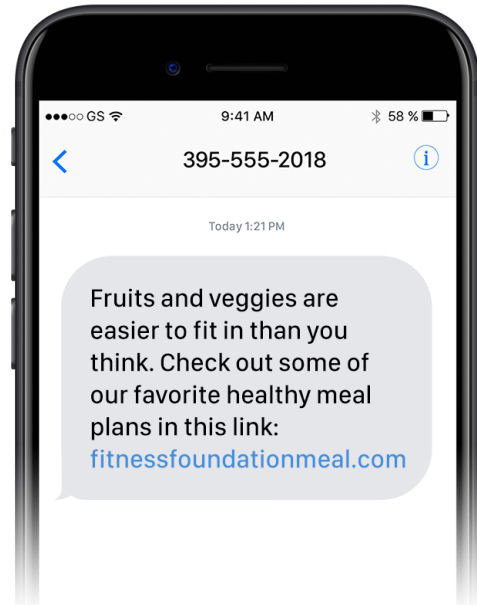 GS 9:41 AM 58 %
395-555-2018
Today 1:21 PM
Fruits and veggies are
easier to fit in than you
think. Check out some of
our favorite healthy meal
plans in this link:
fitnessfoundationmeal.com